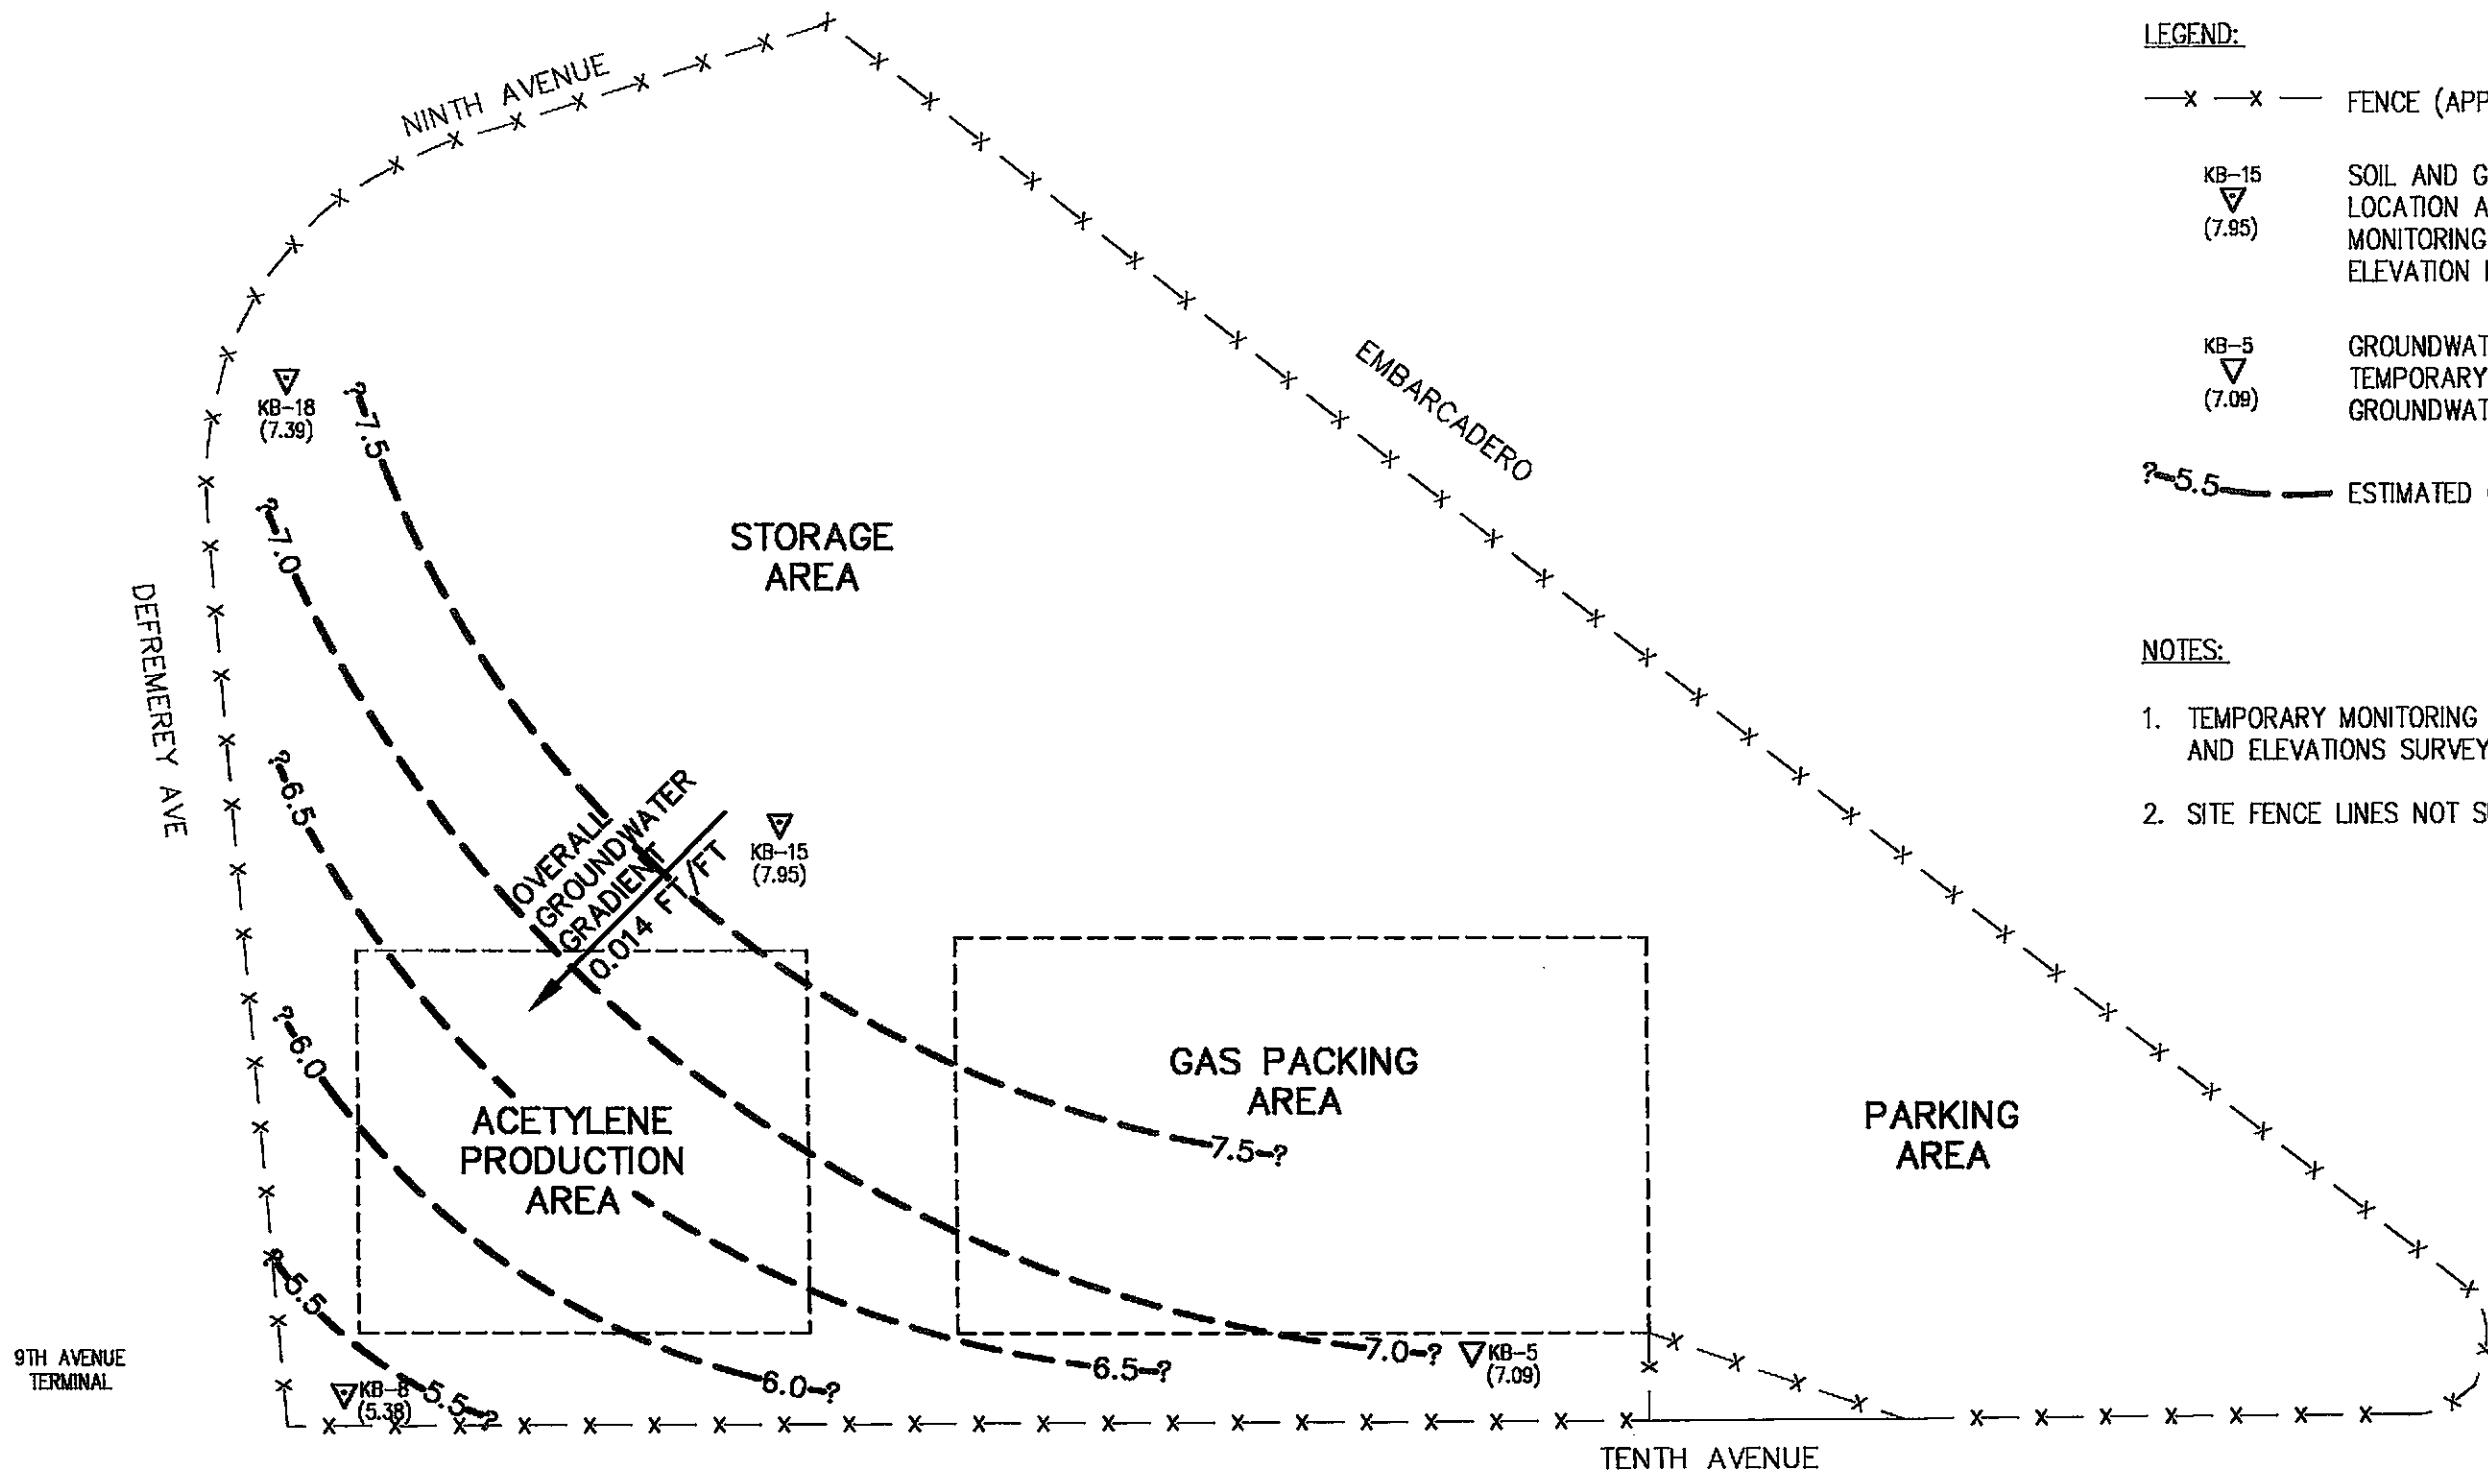 LEGEND:
FENCE (APP
KB-15
(7.95)
SOIL AND G
LOCATION A
MONITORING
ELEVATION
KB-5
(7.09)
GROUNDWAT
TEMPORARY
GROUNDWAT
?-5.5
ESTIMATED
NOTES:
1. TEMPORARY MONITORING
AND ELEVATIONS SURVEY
2. SITE FENCE LINES NOT S
NINTH AVENUE
EMBARCADERO
DEFREMEREY AVE
TENTH AVENUE
9TH AVENUE
TERMINAL
KB-18
(7.39)
?-7.5
?-7.0
?-6.5
?-6.0
?-5.5
STORAGE
AREA
OVERALL
GROUNDWATER
GRADIENT
0.014 FT/FT
KB-15
(7.95)
ACETYLENE
PRODUCTION
AREA
GAS PACKING
AREA
PARKING
AREA
7.5-?
7.0-?
6.5-?
6.0-?
5.5-?
KB-5
(7.09)
KB-8
(5.38)